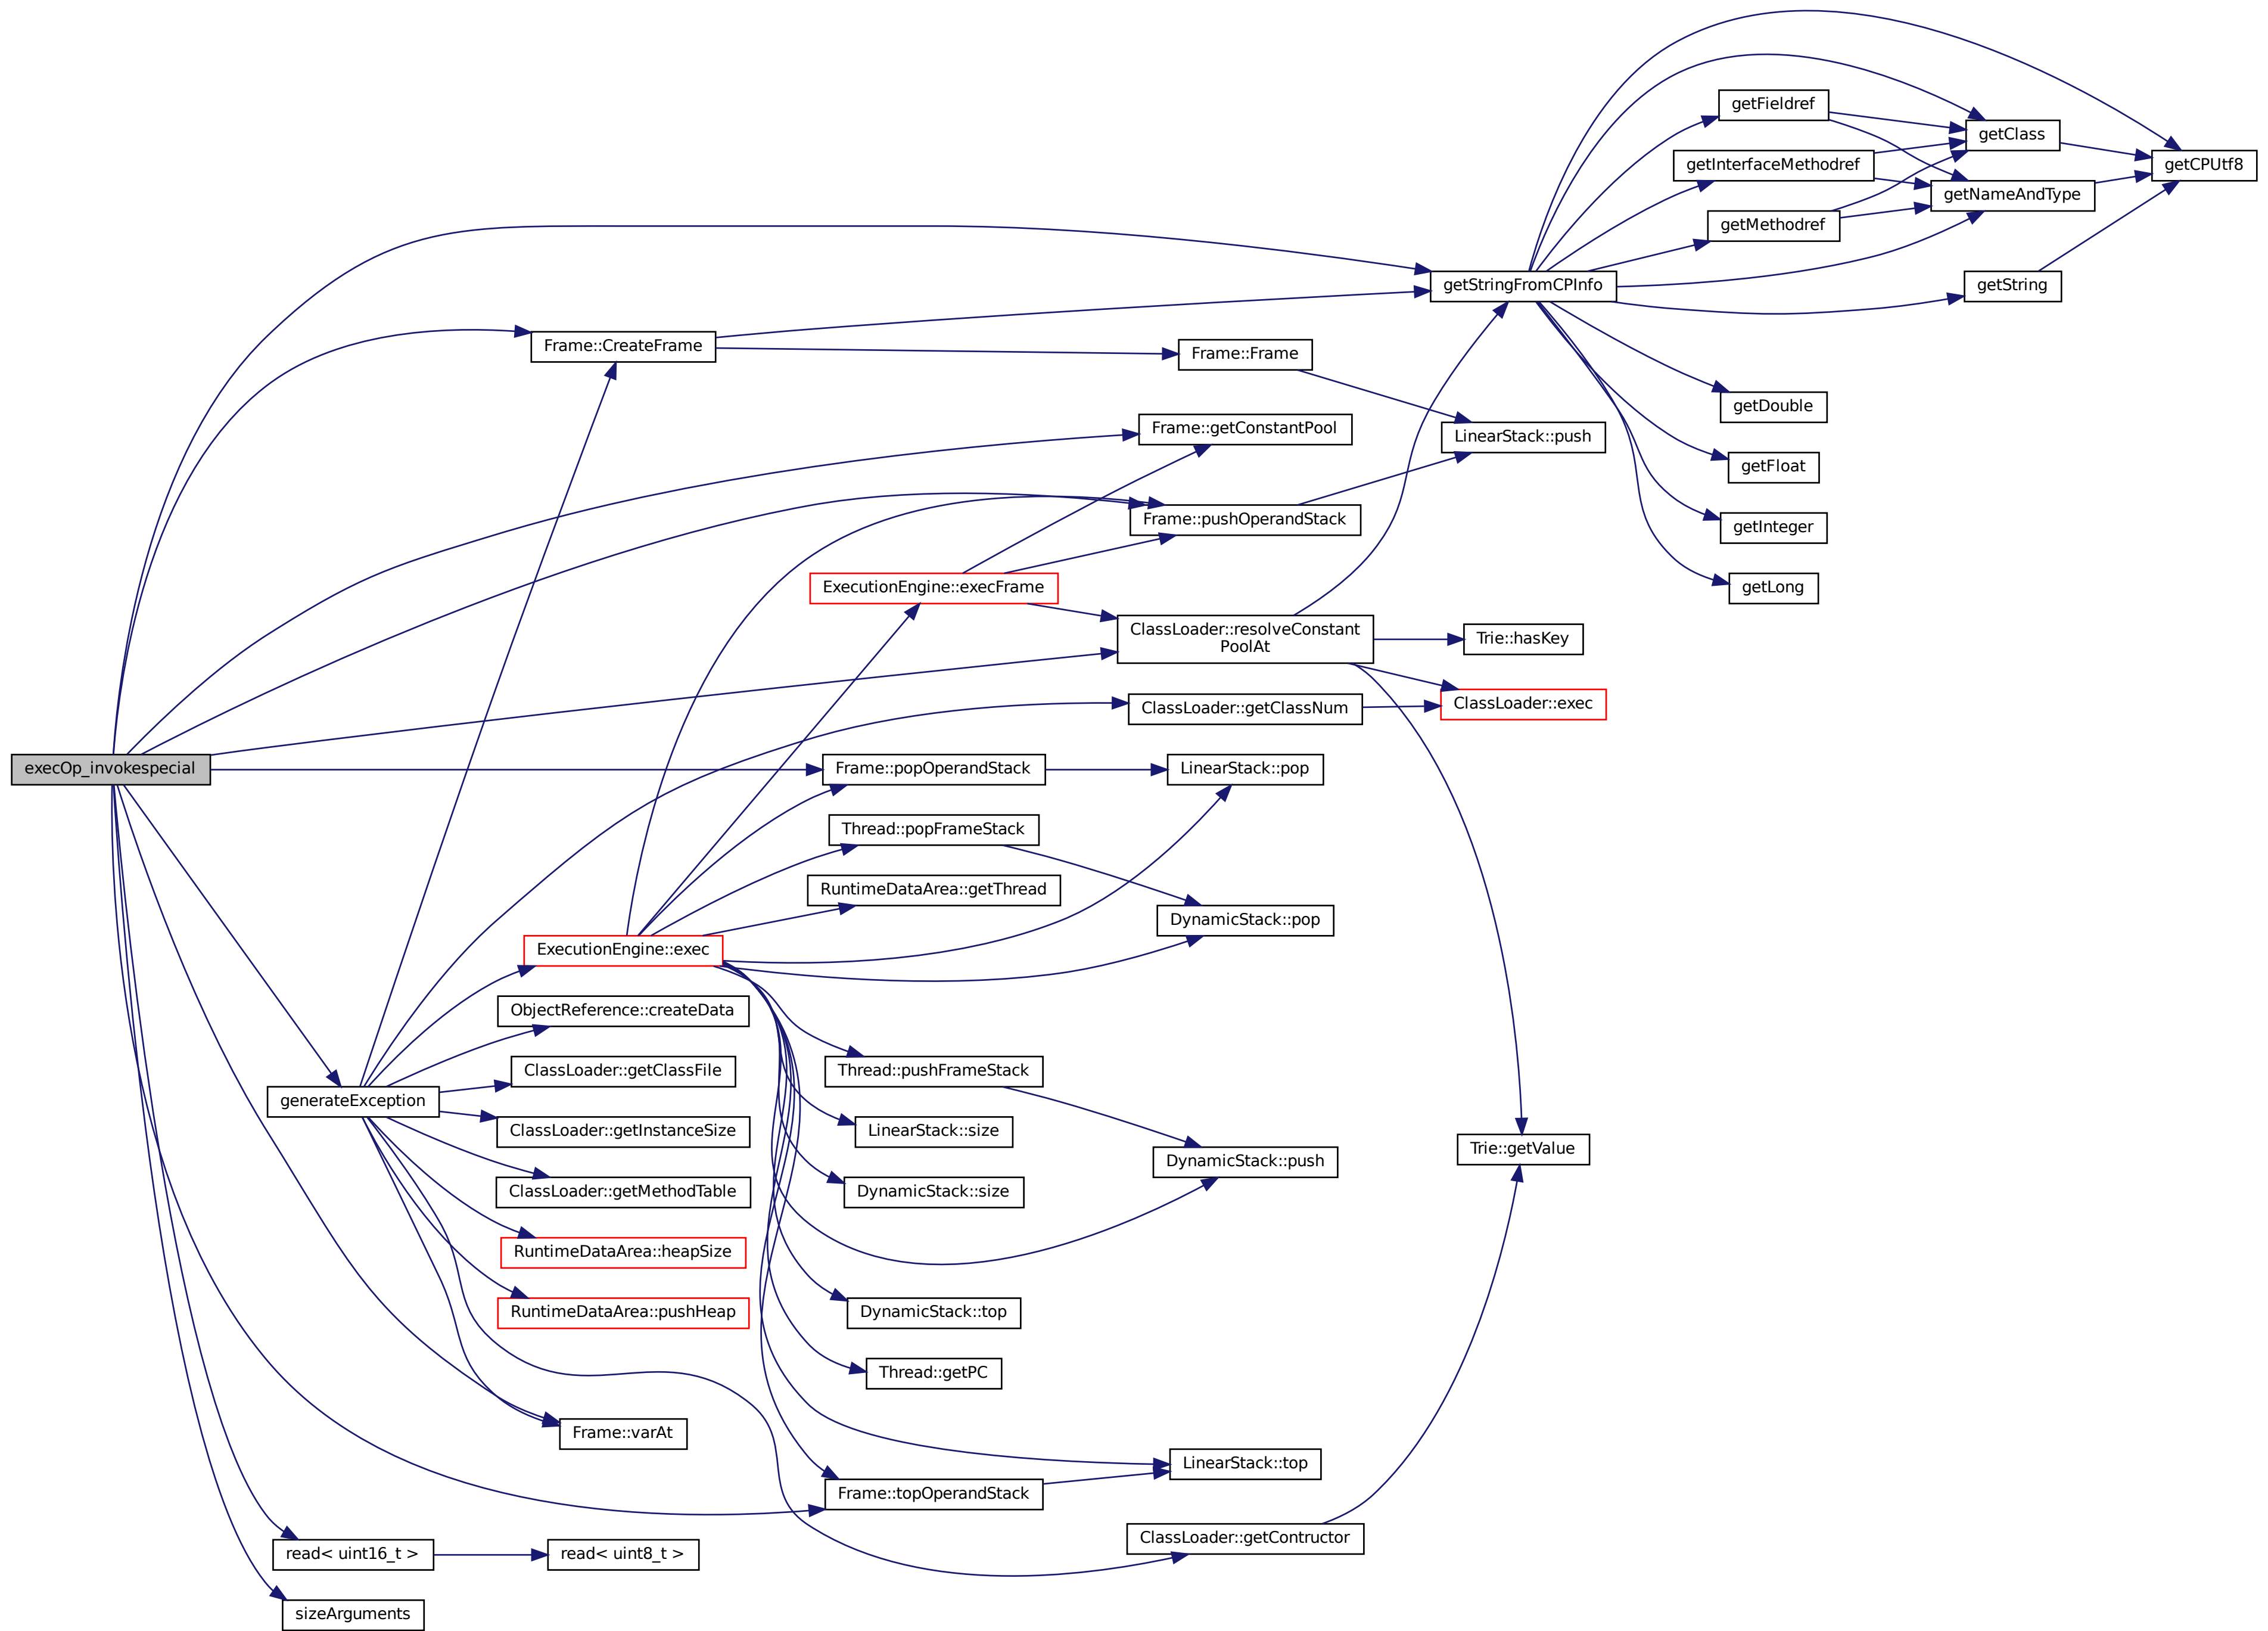 getFieldref
getClass
getInterfaceMethodref
getCPUtf8
getNameAndType
getMethodref
getStringFromCPInfo
getString
Frame::CreateFrame
Frame::Frame
getDouble
Frame::getConstantPool
LinearStack::push
getFloat
Frame::pushOperandStack
getInteger
ExecutionEngine::execFrame
getLong
ClassLoader::resolveConstant
PoolAt
Trie::hasKey
ClassLoader::getClassNum
ClassLoader::exec
execOp_invokespecial
Frame::popOperandStack
LinearStack::pop
Thread::popFrameStack
RuntimeDataArea::getThread
DynamicStack::pop
ExecutionEngine::exec
ObjectReference::createData
ClassLoader::getClassFile
Thread::pushFrameStack
generateException
ClassLoader::getInstanceSize
LinearStack::size
Trie::getValue
DynamicStack::push
ClassLoader::getMethodTable
DynamicStack::size
RuntimeDataArea::heapSize
RuntimeDataArea::pushHeap
DynamicStack::top
Thread::getPC
Frame::varAt
LinearStack::top
Frame::topOperandStack
ClassLoader::getContructor
read< uint16_t >
read< uint8_t >
sizeArguments